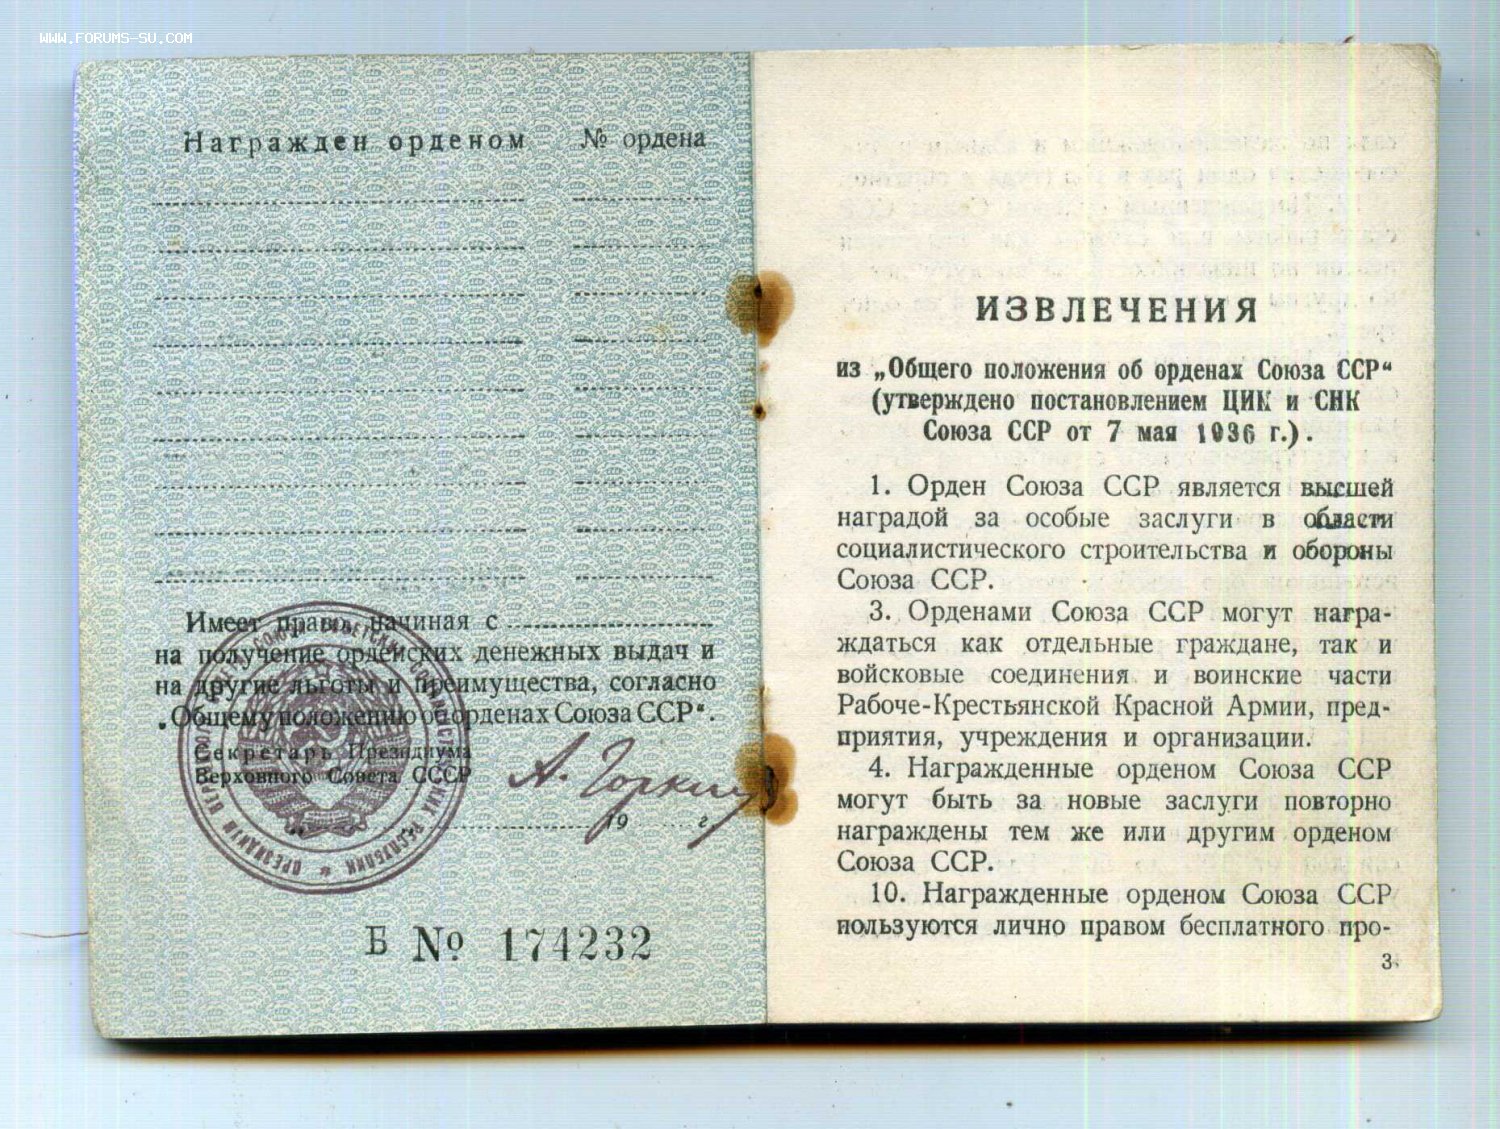 WWW.FORUMS-SU.COM
Награжден орденом № ордена
Имеет право, начиная с
на получение орденских денежных выдач и
на другие льготы и преимущества, согласно
„Общему положению об орденах Союза ССР“.
Секретарь Президиума
Верховного Совета СССР
А. Горкин
19 г.
Б № 174232
ИЗВЛЕЧЕНИЯ
из „Общего положения об орденах Союза ССР“
(утверждено постановлением ЦИК и СНК
Союза ССР от 7 мая 1936 г.).
1. Орден Союза ССР является высшей
наградой за особые заслуги в области
социалистического строительства и обороны
Союза ССР.
3. Орденами Союза ССР могут награ-
ждаться как отдельные граждане, так и
войсковые соединения и воинские части
Рабоче-Крестьянской Красной Армии, пред-
приятия, учреждения и организации.
4. Награжденные орденом Союза ССР
могут быть за новые заслуги повторно
награждены тем же или другим орденом
Союза ССР.
10. Награжденные орденом Союза ССР
пользуются лично правом бесплатного про-
3